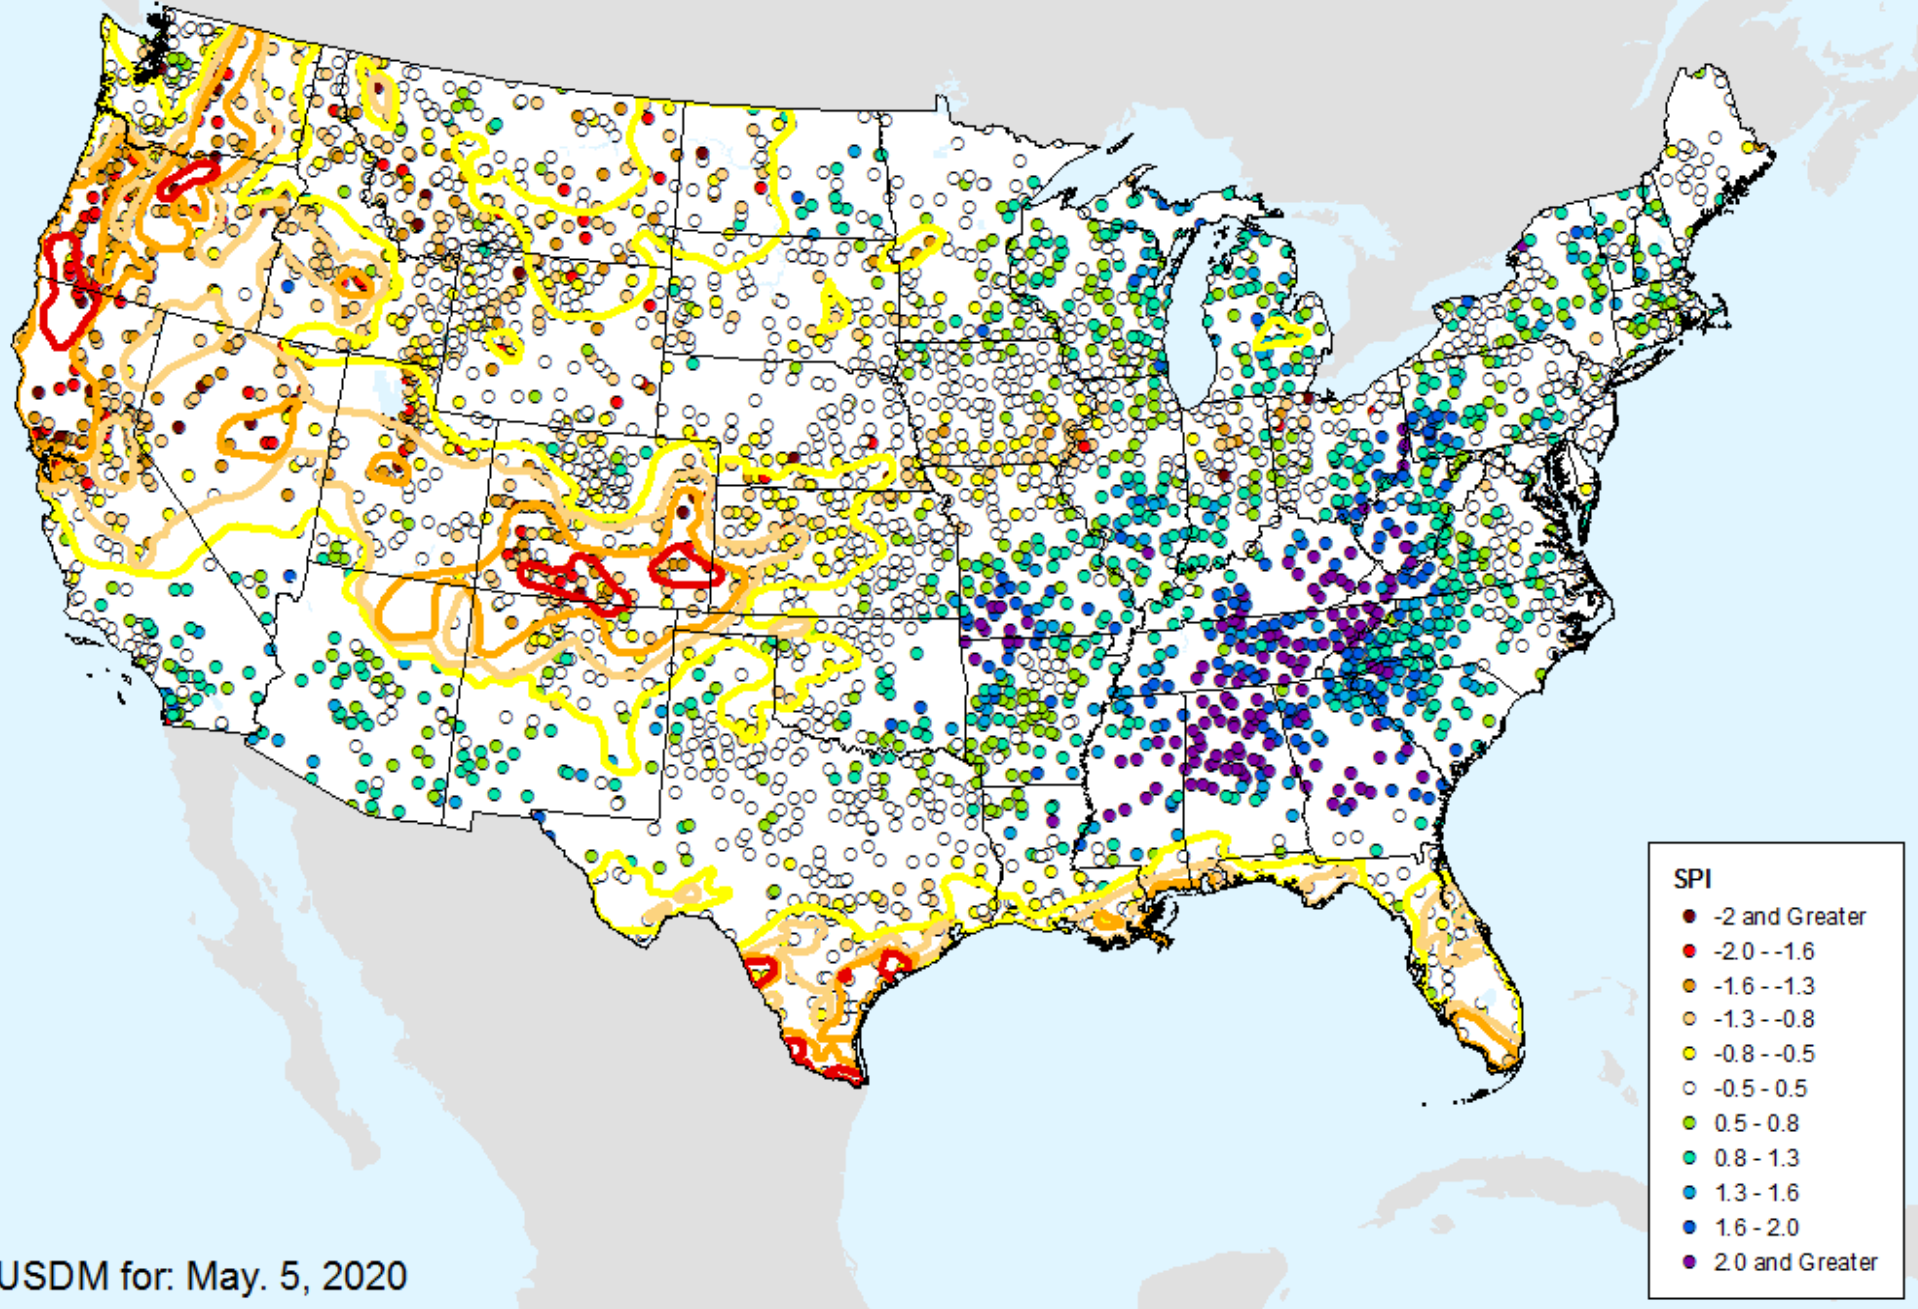 SPI
-2 and Greater
-2.0 - -1.6
-1.6 - -1.3
-1.3 - -0.8
-0.8 - -0.5
-0.5 - 0.5
0.5 - 0.8
0.8 - 1.3
1.3 - 1.6
1.6 - 2.0
2.0 and Greater
USDM for: May. 5, 2020